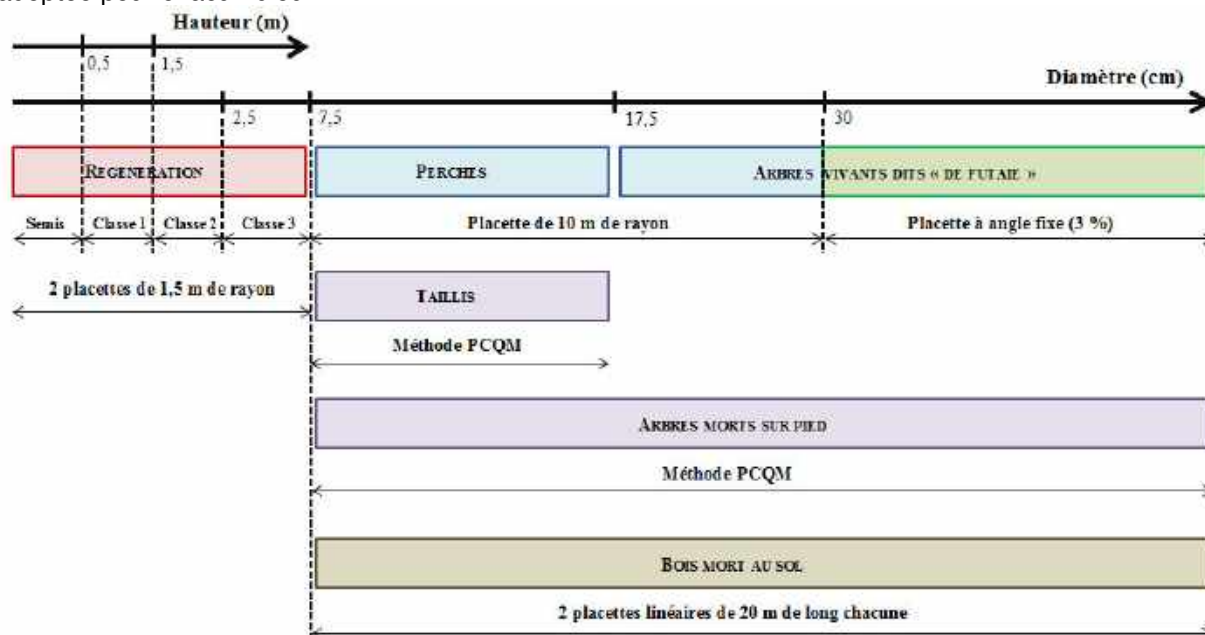 Hauteur (m)
0,5 1,5
Diamètre (cm)
2,5 7,5 17,5 30
REGENERATION PERCHES ARBRES VIVANTS DITS « DE FUTAIE »
Semis Classe 1 Classe 2 Classe 3 Placette de 10 m de rayon Placette à angle fixe (3 %)
2 placettes de 1,5 m de rayon TAILLIS
Méthode PCQM
ARBRES MORTS SUR PIED
Méthode PCQM
BOIS MORT AU SOL
2 placettes linéaires de 20 m de long chacune